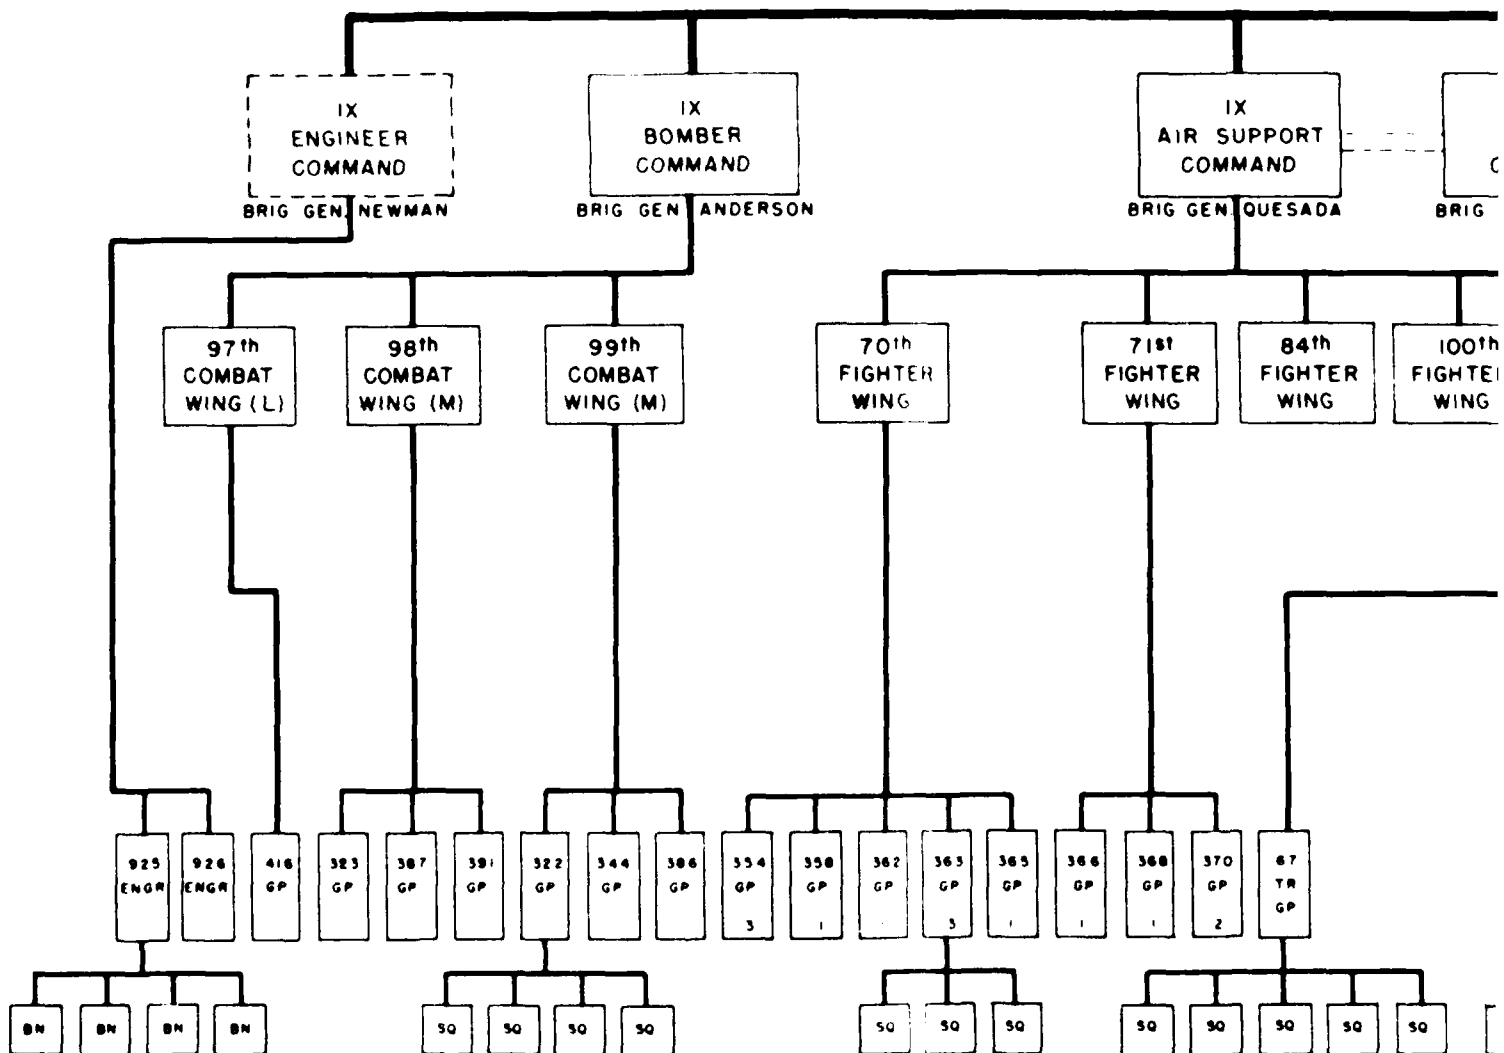 IX
ENGINEER
COMMAND
BRIG GEN. NEWMAN
IX
BOMBER
COMMAND
BRIG GEN ANDERSON
IX
AIR SUPPORT
COMMAND
BRIG GEN. QUESADA
BRIG
97th
COMBAT
WING (L)
98th
COMBAT
WING (M)
99th
COMBAT
WING (M)
70th
FIGHTER
WING
71st
FIGHTER
WING
84th
FIGHTER
WING
100th
FIGHTE
WING
925
ENGR
926
ENGR
416
GP
323
GP
387
GP
391
GP
322
GP
344
GP
386
GP
354
GP
3
358
GP
1
362
GP
363
GP
3
365
GP
1
366
GP
1
368
GP
1
370
GP
2
67
TR
GP
BN
BN
BN
BN
SQ
SQ
SQ
SQ
SQ
SQ
SQ
SQ
SQ
SQ
SQ
SQ